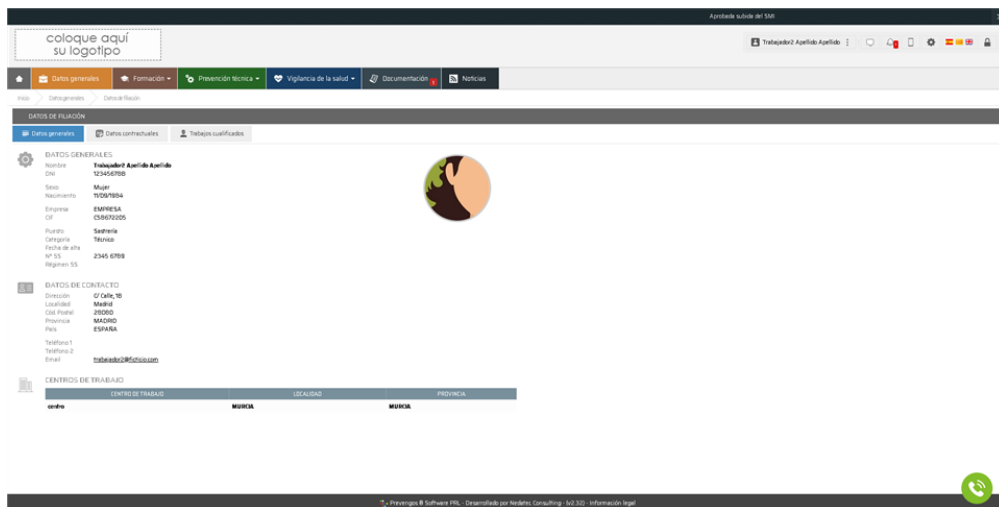 Aprobada subida del SMI
coloque aquí
su logotipo
Trabajador2 Apellido Apellido
Datos generales
Formación
Prevención técnica
Vigilancia de la salud
Documentación
Noticias
Inicio
Datos generales
Datos de filiación
DATOS DE FILIACIÓN
Datos generales
Datos contractuales
Trabajos cualificados
DATOS GENERALES
Nombre Trabajador2 Apellido Apellido
DNI 12345678B
Sexo Mujer
Nacimiento 11/09/1984
Empresa EMPRESA
CIF C58672205
Puesto Sastrería
Categoría Técnico
Fecha de alta
Nº SS 2345 6789
Régimen SS
DATOS DE CONTACTO
Dirección C/ Calle, 18
Localidad Madrid
Cód. Postal 28080
Provincia MADRID
País ESPAÑA
Teléfono 1
Teléfono 2
Email trabajador2@ficticio.com
CENTROS DE TRABAJO
CENTRO DE TRABAJO LOCALIDAD PROVINCIA
centro MURCIA MURCIA
Prevengos ® Software PRL - Desarrollado por Nedatec Consulting - (v2.32) - Información legal